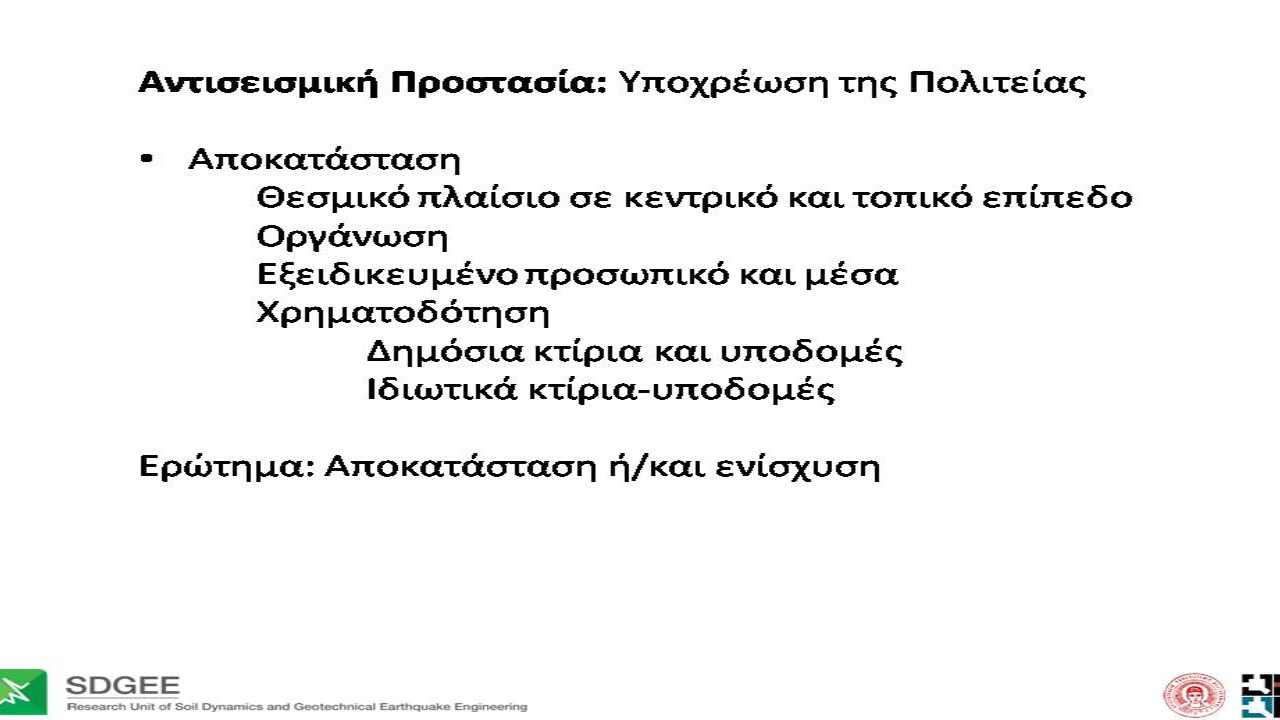 Αντισεισμική Προστασία: Υποχρέωση της Πολιτείας
• Αποκατάσταση
Θεσμικό πλαίσιο σε κεντρικό και τοπικό επίπεδο
Οργάνωση
Εξειδικευμένο προσωπικό και μέσα
Χρηματοδότηση
Δημόσια κτίρια και υποδομές
Ιδιωτικά κτίρια-υποδομές
Ερώτημα: Αποκατάσταση ή/και ενίσχυση
SDGEE
Research Unit of Soil Dynamics and Geotechnical Earthquake Engineering